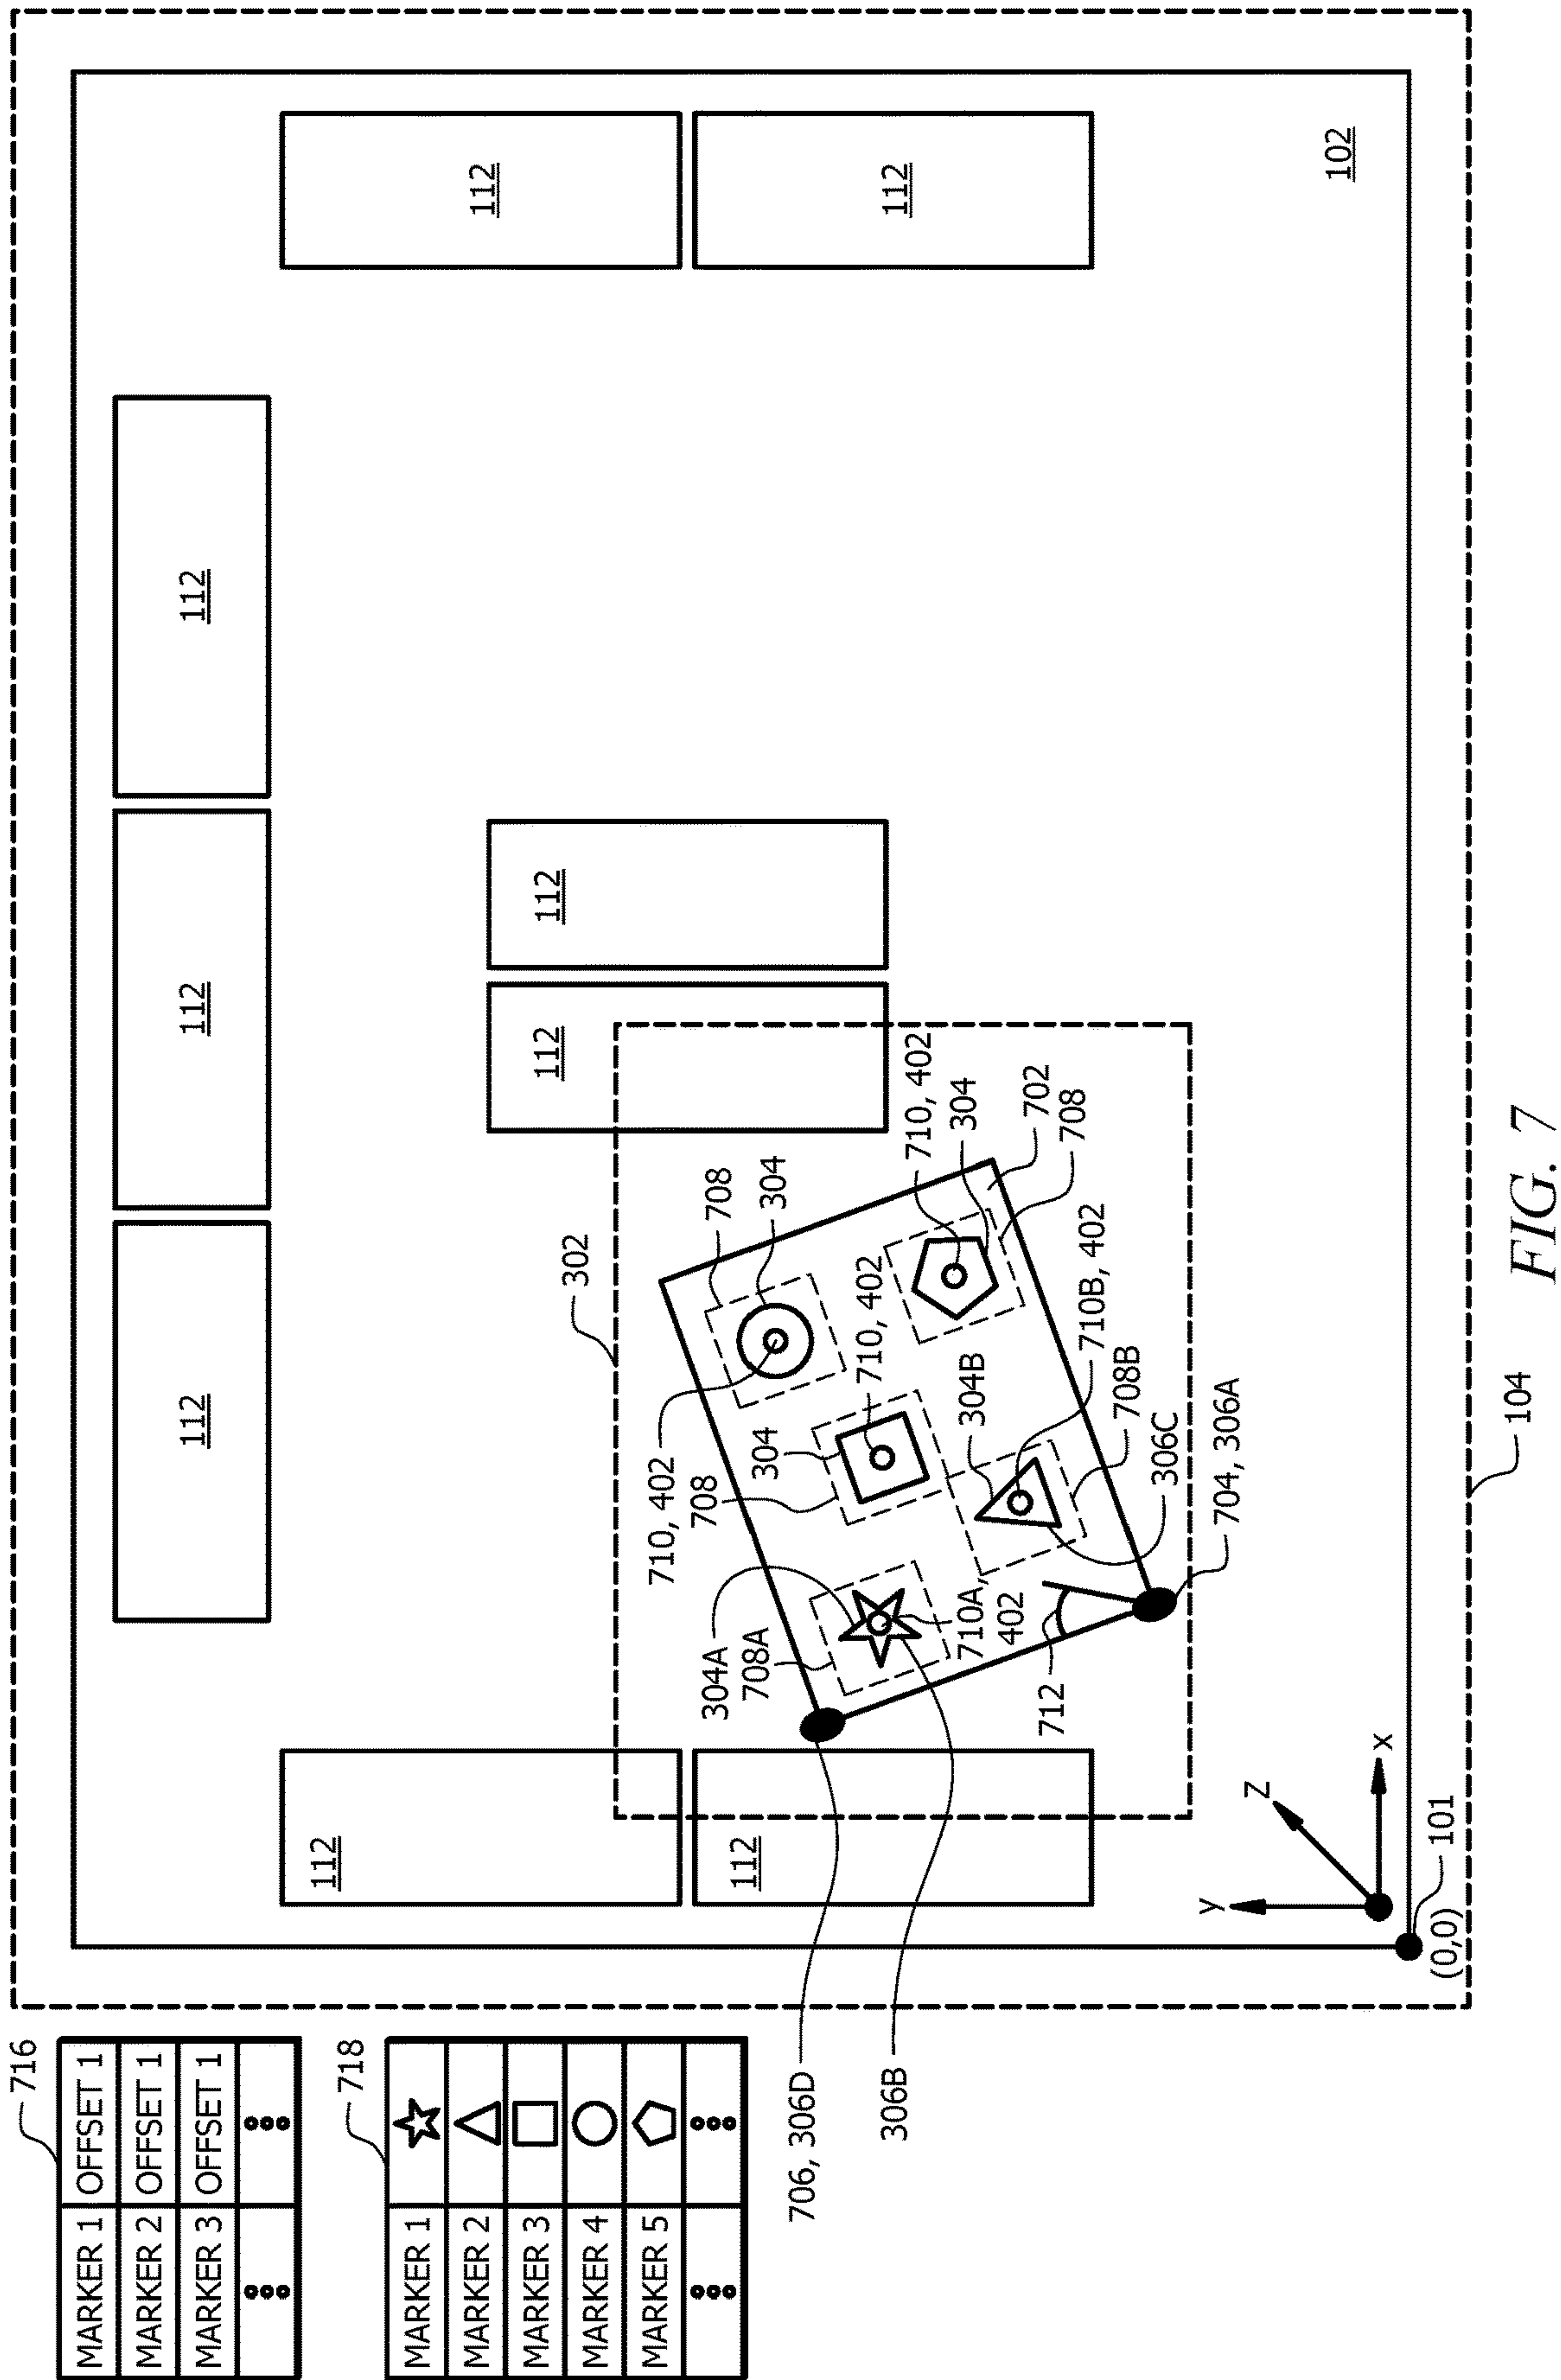 716
MARKER 1 OFFSET 1
MARKER 2 OFFSET 1
MARKER 3 OFFSET 1
718
MARKER 1
MARKER 2
MARKER 3
MARKER 4
MARKER 5
706, 306D
306B
112
112
112
112
112
112
112
112
112
102
302
304A
708A
710A,
402
710, 402
708
304
710, 402
708
304
710, 402
304
702
708
304B
710B, 402
708B
306C
704, 306A
712
y
Z
x
101
(0,0)
104
FIG. 7